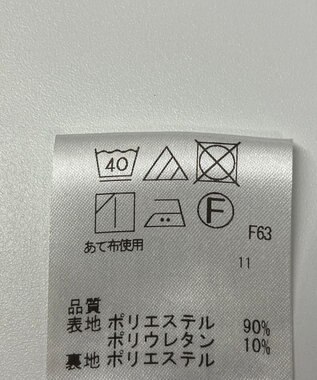 40
F
あて布使用
F63
11
品質
表地 ポリエステル 90%
ポリウレタン 10%
裏地 ポリエステル